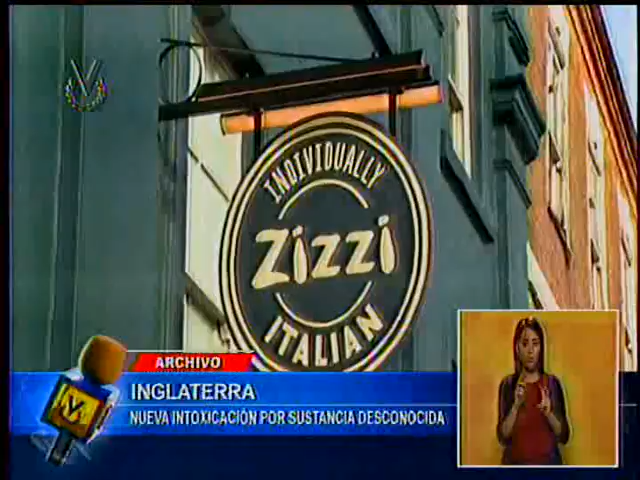 INDIVIDUALLY
Zizzi
ITALIAN
ARCHIVO
INGLATERRA
NUEVA INTOXICACIÓN POR SUSTANCIA DESCONOCIDA